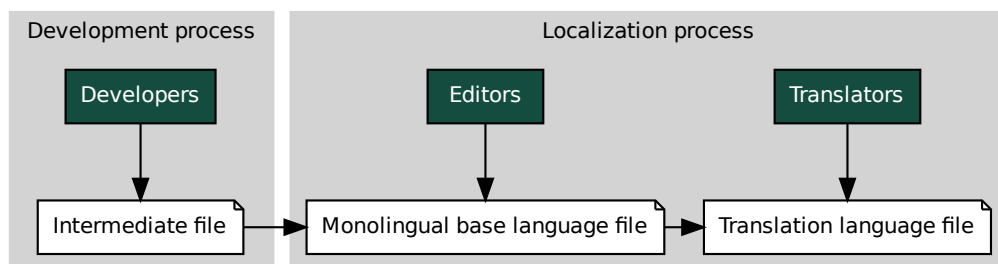 Development process
Localization process
Developers
Editors
Translators
Intermediate file
Monolingual base language file
Translation language file